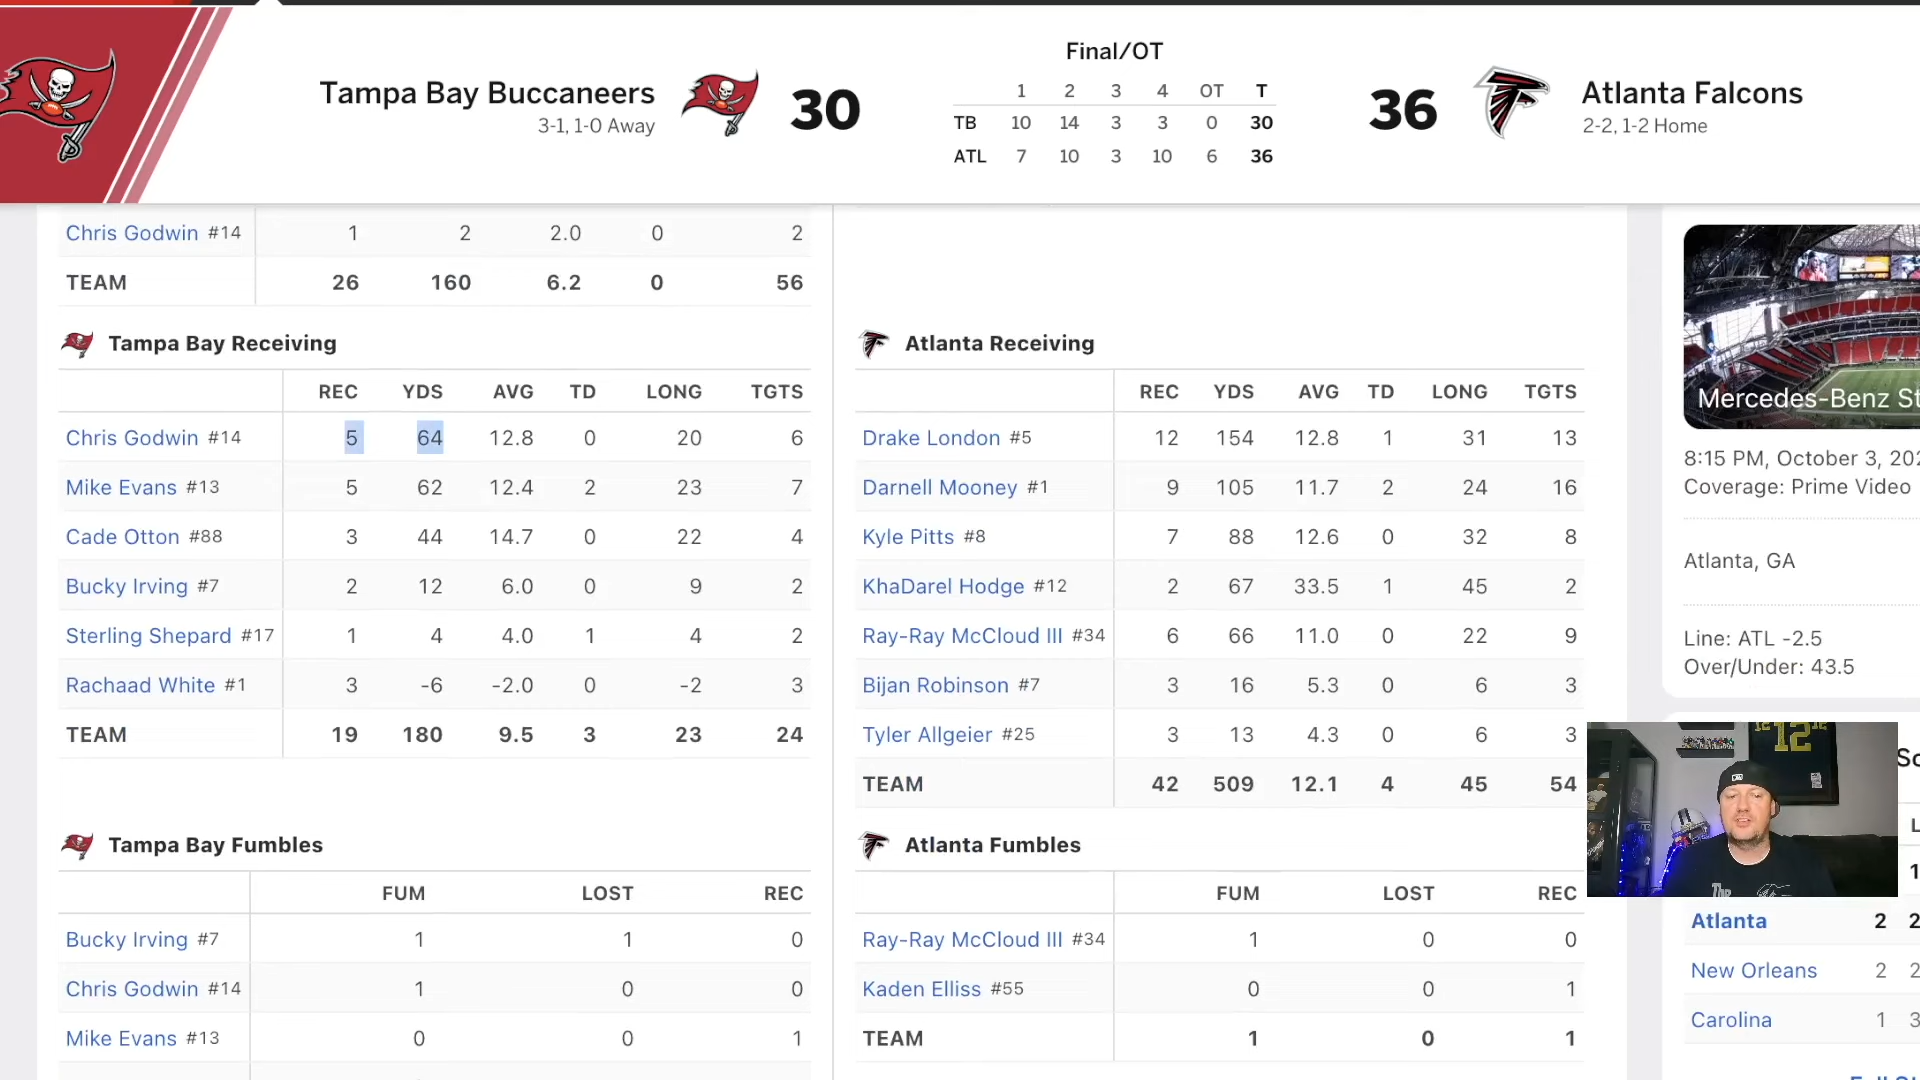 Final/OT
Tampa Bay Buccaneers
3-1, 1-0 Away
30
1 2 3 4 OT T
TB 10 14 3 3 0 30
ATL 7 10 3 10 6 36
36
Atlanta Falcons
2-2, 1-2 Home
Chris Godwin #14 1 2 2.0 0 2
TEAM 26 160 6.2 0 56
Tampa Bay Receiving
REC YDS AVG TD LONG TGTS
Chris Godwin #14 5 64 12.8 0 20 6
Mike Evans #13 5 62 12.4 2 23 7
Cade Otton #88 3 44 14.7 0 22 4
Bucky Irving #7 2 12 6.0 0 9 2
Sterling Shepard #17 1 4 4.0 1 4 2
Rachaad White #1 3 -6 -2.0 0 -2 3
TEAM 19 180 9.5 3 23 24
Atlanta Receiving
REC YDS AVG TD LONG TGTS
Drake London #5 12 154 12.8 1 31 13
Darnell Mooney #1 9 105 11.7 2 24 16
Kyle Pitts #8 7 88 12.6 0 32 8
KhaDarel Hodge #12 2 67 33.5 1 45 2
Ray-Ray McCloud III #34 6 66 11.0 0 22 9
Bijan Robinson #7 3 16 5.3 0 6 3
Tyler Allgeier #25 3 13 4.3 0 6 3
TEAM 42 509 12.1 4 45 54
Tampa Bay Fumbles
FUM LOST REC
Bucky Irving #7 1 1 0
Chris Godwin #14 1 0 0
Mike Evans #13 0 0 1
Atlanta Fumbles
FUM LOST REC
Ray-Ray McCloud III #34 1 0 0
Kaden Elliss #55 0 0 1
TEAM 1 0 1
Mercedes-Benz St
8:15 PM, October 3, 202
Coverage: Prime Video
Atlanta, GA
Line: ATL -2.5
Over/Under: 43.5
12
The
Atlanta 2 2
New Orleans 2 2
Carolina 1 3